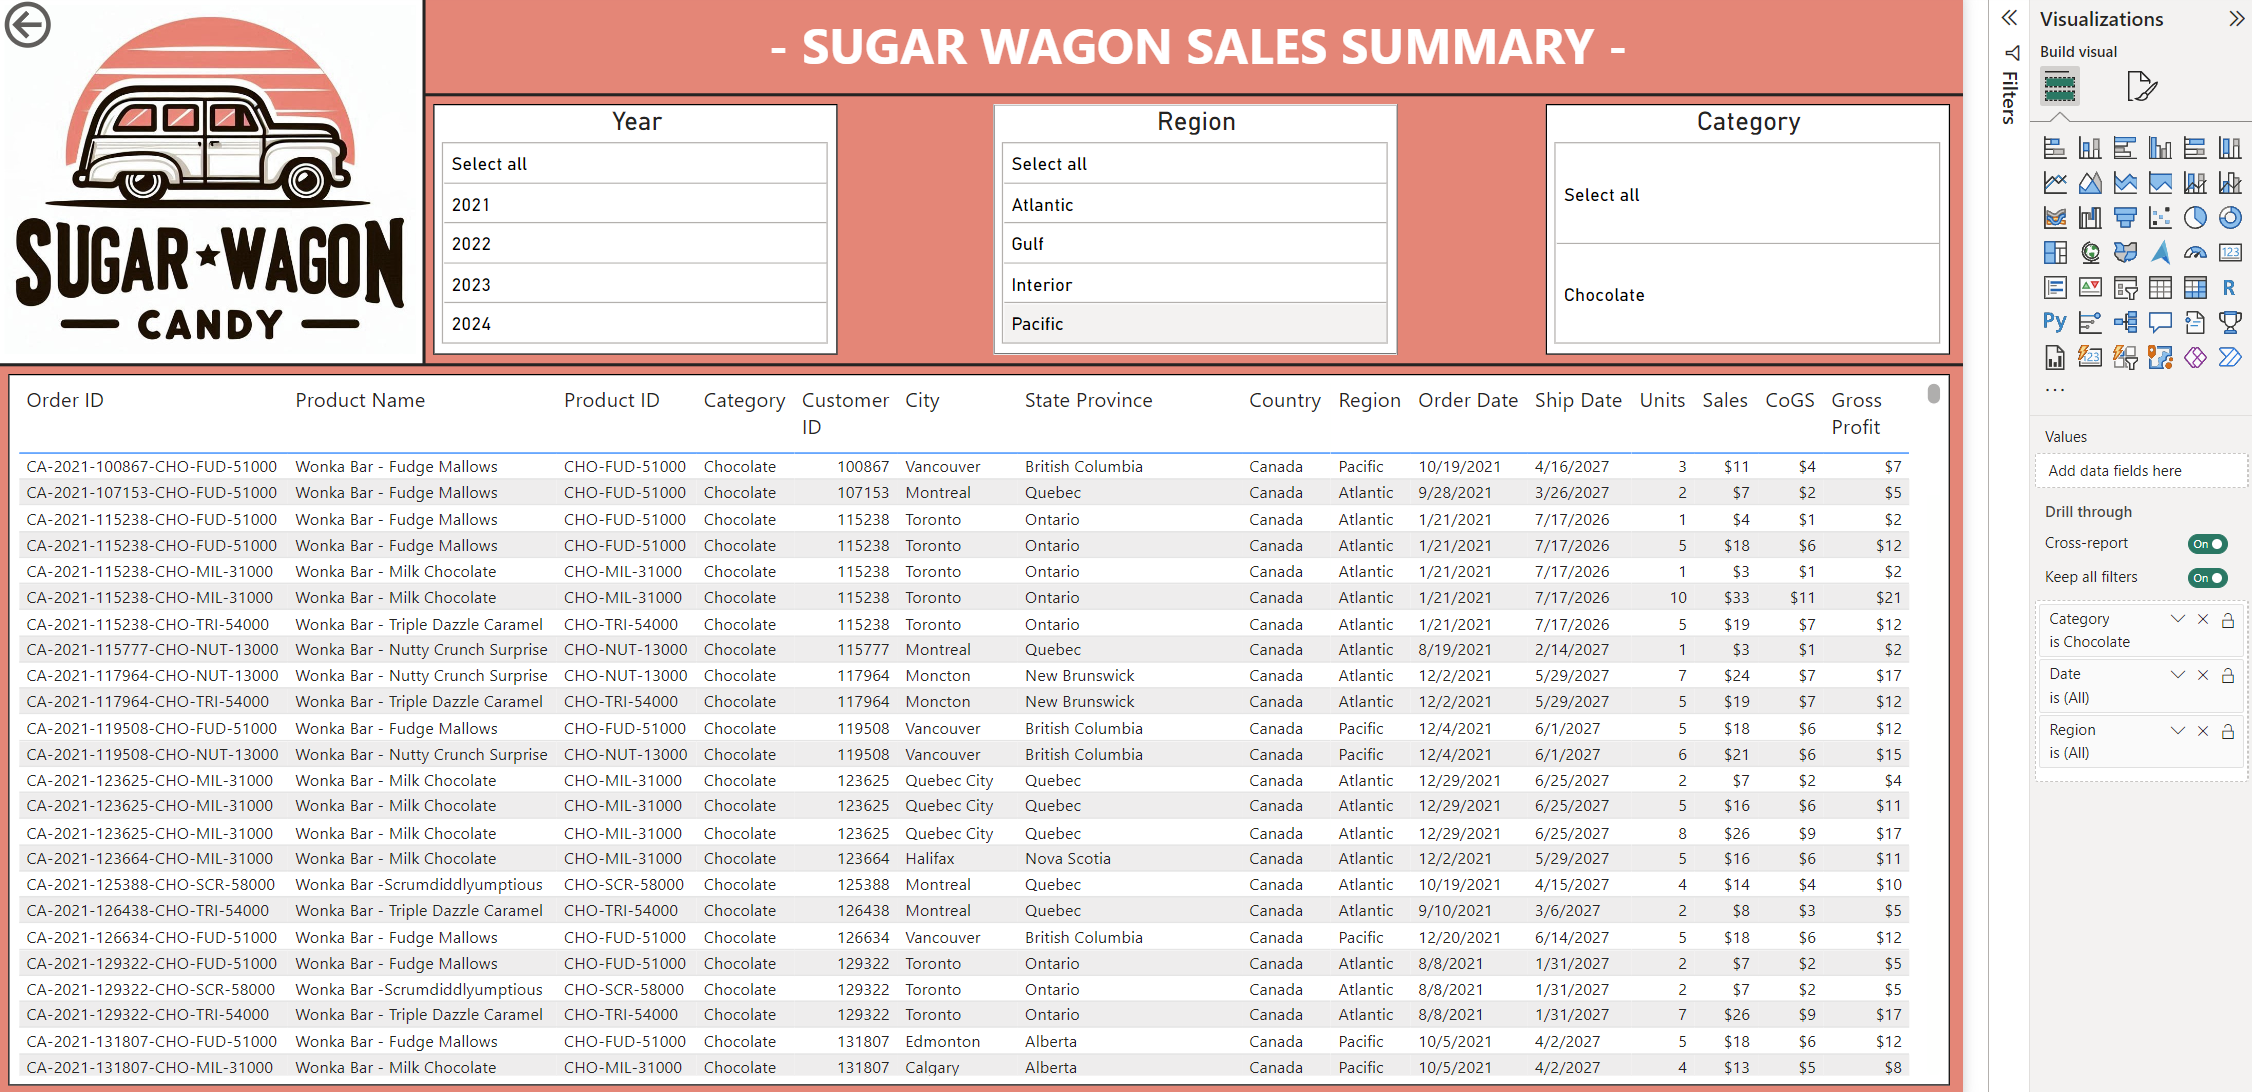 - SUGAR WAGON SALES SUMMARY -
SUGAR★WAGON
— CANDY —
Year
Select all
2021
2022
2023
2024
Region
Select all
Atlantic
Gulf
Interior
Pacific
Category
Select all
Chocolate
Order ID Product Name Product ID Category Customer ID City State Province Country Region Order Date Ship Date Units Sales CoGS Gross Profit
CA-2021-100867-CHO-FUD-51000 Wonka Bar - Fudge Mallows CHO-FUD-51000 Chocolate 100867 Vancouver British Columbia Canada Pacific 10/19/2021 4/16/2027 3 $11 $4 $7
CA-2021-107153-CHO-FUD-51000 Wonka Bar - Fudge Mallows CHO-FUD-51000 Chocolate 107153 Montreal Quebec Canada Atlantic 9/28/2021 3/26/2027 2 $7 $2 $5
CA-2021-115238-CHO-FUD-51000 Wonka Bar - Fudge Mallows CHO-FUD-51000 Chocolate 115238 Toronto Ontario Canada Atlantic 1/21/2021 7/17/2026 1 $4 $1 $2
CA-2021-115238-CHO-FUD-51000 Wonka Bar - Fudge Mallows CHO-FUD-51000 Chocolate 115238 Toronto Ontario Canada Atlantic 1/21/2021 7/17/2026 5 $18 $6 $12
CA-2021-115238-CHO-MIL-31000 Wonka Bar - Milk Chocolate CHO-MIL-31000 Chocolate 115238 Toronto Ontario Canada Atlantic 1/21/2021 7/17/2026 1 $3 $1 $2
CA-2021-115238-CHO-MIL-31000 Wonka Bar - Milk Chocolate CHO-MIL-31000 Chocolate 115238 Toronto Ontario Canada Atlantic 1/21/2021 7/17/2026 10 $33 $11 $21
CA-2021-115238-CHO-TRI-54000 Wonka Bar - Triple Dazzle Caramel CHO-TRI-54000 Chocolate 115238 Toronto Ontario Canada Atlantic 1/21/2021 7/17/2026 5 $19 $7 $12
CA-2021-115777-CHO-NUT-13000 Wonka Bar - Nutty Crunch Surprise CHO-NUT-13000 Chocolate 115777 Montreal Quebec Canada Atlantic 8/19/2021 2/14/2027 1 $3 $1 $2
CA-2021-117964-CHO-NUT-13000 Wonka Bar - Nutty Crunch Surprise CHO-NUT-13000 Chocolate 117964 Moncton New Brunswick Canada Atlantic 12/2/2021 5/29/2027 7 $24 $7 $17
CA-2021-117964-CHO-TRI-54000 Wonka Bar - Triple Dazzle Caramel CHO-TRI-54000 Chocolate 117964 Moncton New Brunswick Canada Atlantic 12/2/2021 5/29/2027 5 $19 $7 $12
CA-2021-119508-CHO-FUD-51000 Wonka Bar - Fudge Mallows CHO-FUD-51000 Chocolate 119508 Vancouver British Columbia Canada Pacific 12/4/2021 6/1/2027 5 $18 $6 $12
CA-2021-119508-CHO-NUT-13000 Wonka Bar - Nutty Crunch Surprise CHO-NUT-13000 Chocolate 119508 Vancouver British Columbia Canada Pacific 12/4/2021 6/1/2027 6 $21 $6 $15
CA-2021-123625-CHO-MIL-31000 Wonka Bar - Milk Chocolate CHO-MIL-31000 Chocolate 123625 Quebec City Quebec Canada Atlantic 12/29/2021 6/25/2027 2 $7 $2 $4
CA-2021-123625-CHO-MIL-31000 Wonka Bar - Milk Chocolate CHO-MIL-31000 Chocolate 123625 Quebec City Quebec Canada Atlantic 12/29/2021 6/25/2027 5 $16 $6 $11
CA-2021-123625-CHO-MIL-31000 Wonka Bar - Milk Chocolate CHO-MIL-31000 Chocolate 123625 Quebec City Quebec Canada Atlantic 12/29/2021 6/25/2027 8 $26 $9 $17
CA-2021-123664-CHO-MIL-31000 Wonka Bar - Milk Chocolate CHO-MIL-31000 Chocolate 123664 Halifax Nova Scotia Canada Atlantic 12/2/2021 5/29/2027 5 $16 $6 $11
CA-2021-125388-CHO-SCR-58000 Wonka Bar -Scrumdiddlyumptious CHO-SCR-58000 Chocolate 125388 Montreal Quebec Canada Atlantic 10/19/2021 4/15/2027 4 $14 $4 $10
CA-2021-126438-CHO-TRI-54000 Wonka Bar - Triple Dazzle Caramel CHO-TRI-54000 Chocolate 126438 Montreal Quebec Canada Atlantic 9/10/2021 3/6/2027 2 $8 $3 $5
CA-2021-126634-CHO-FUD-51000 Wonka Bar - Fudge Mallows CHO-FUD-51000 Chocolate 126634 Vancouver British Columbia Canada Pacific 12/20/2021 6/14/2027 5 $18 $6 $12
CA-2021-129322-CHO-FUD-51000 Wonka Bar - Fudge Mallows CHO-FUD-51000 Chocolate 129322 Toronto Ontario Canada Atlantic 8/8/2021 1/31/2027 2 $7 $2 $5
CA-2021-129322-CHO-SCR-58000 Wonka Bar -Scrumdiddlyumptious CHO-SCR-58000 Chocolate 129322 Toronto Ontario Canada Atlantic 8/8/2021 1/31/2027 2 $7 $2 $5
CA-2021-129322-CHO-TRI-54000 Wonka Bar - Triple Dazzle Caramel CHO-TRI-54000 Chocolate 129322 Toronto Ontario Canada Atlantic 8/8/2021 1/31/2027 7 $26 $9 $17
CA-2021-131807-CHO-FUD-51000 Wonka Bar - Fudge Mallows CHO-FUD-51000 Chocolate 131807 Edmonton Alberta Canada Pacific 10/5/2021 4/2/2027 5 $18 $6 $12
CA-2021-131807-CHO-MIL-31000 Wonka Bar - Milk Chocolate CHO-MIL-31000 Chocolate 131807 Calgary Alberta Canada Pacific 10/5/2021 4/2/2027 4 $13 $5 $8
Filters
Visualizations
Build visual
123
R
Py
123
...
Values
Add data fields here
Drill through
Cross-report On
Keep all filters On
Category
is Chocolate
Date
is (All)
Region
is (All)